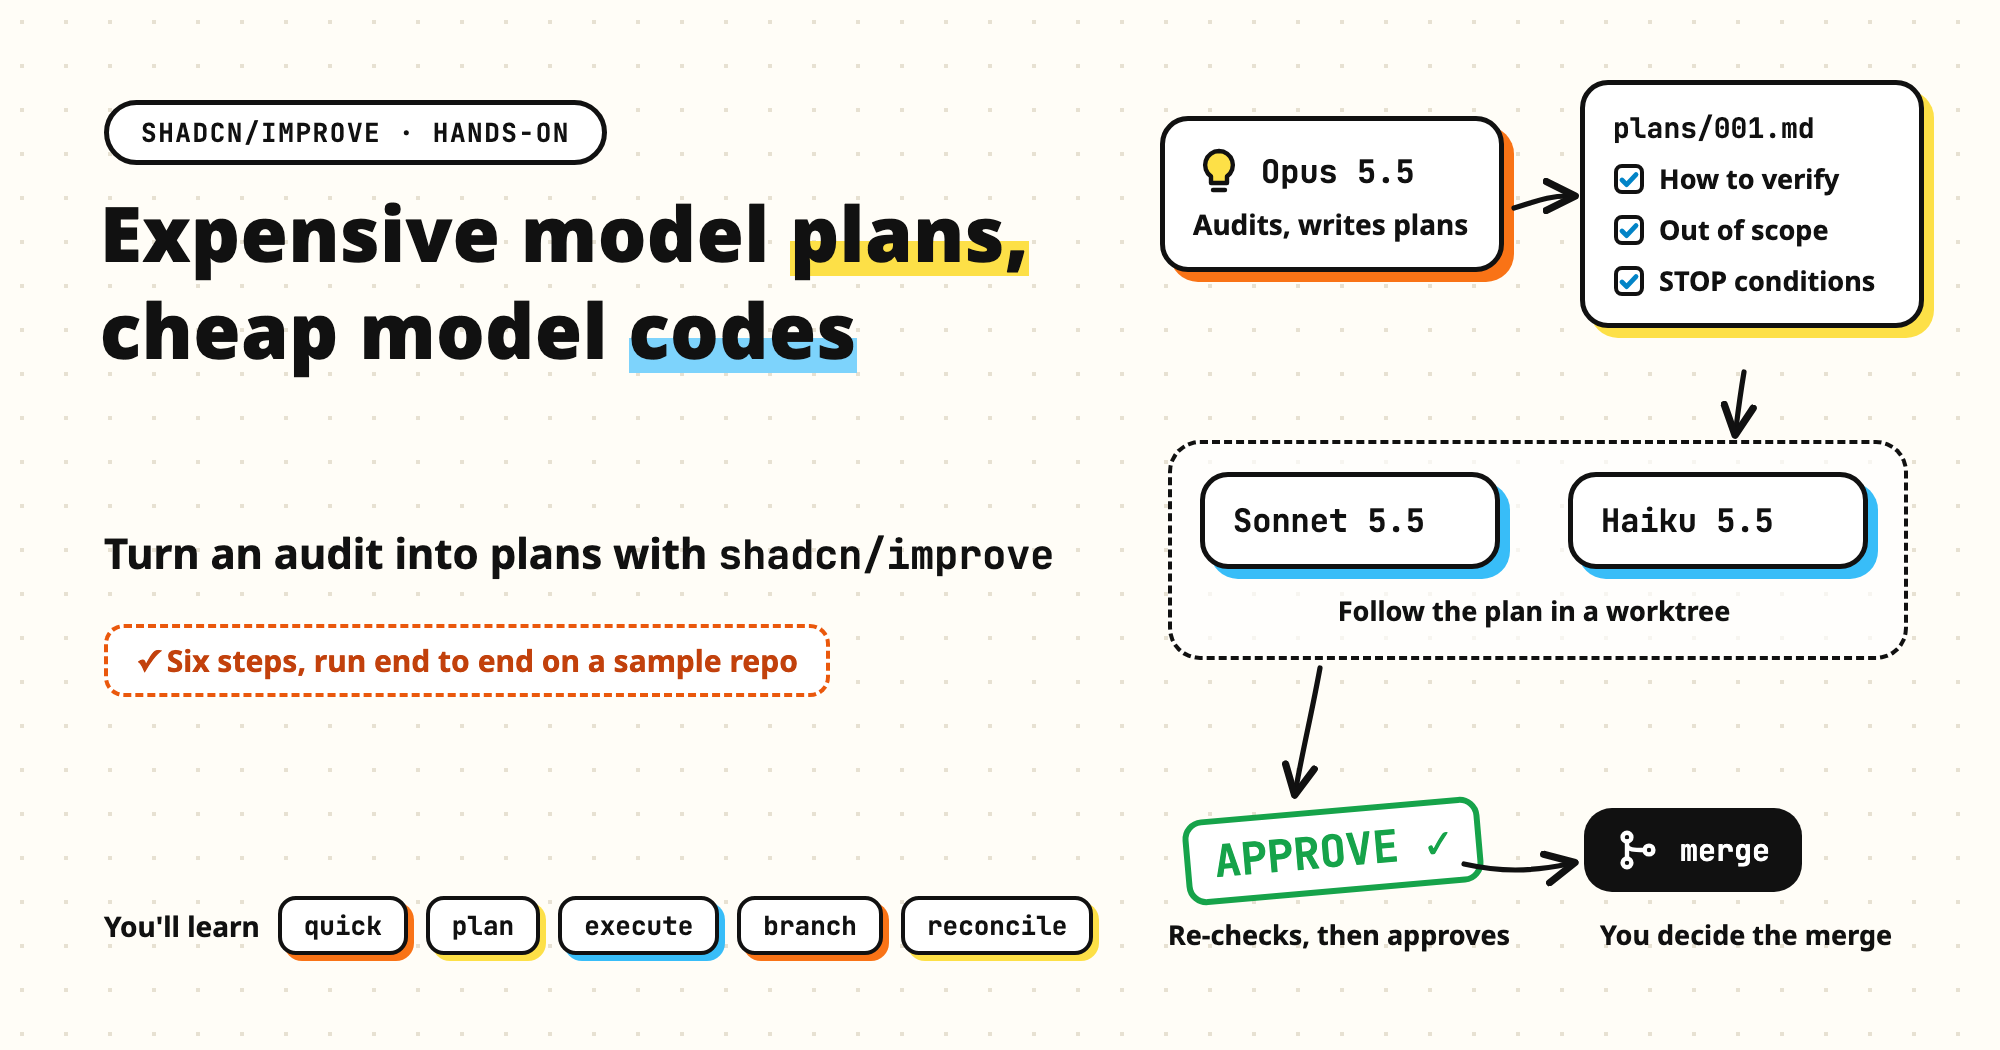 SHADCN/IMPROVE · HANDS-ON
Expensive model plans,
cheap model codes
Turn an audit into plans with shadcn/improve
✓Six steps, run end to end on a sample repo
You'll learn
quick
plan
execute
branch
reconcile
Opus 5.5
Audits, writes plans
plans/001.md
How to verify
Out of scope
STOP conditions
Sonnet 5.5
Haiku 5.5
Follow the plan in a worktree
APPROVE ✓
Re-checks, then approves
merge
You decide the merge